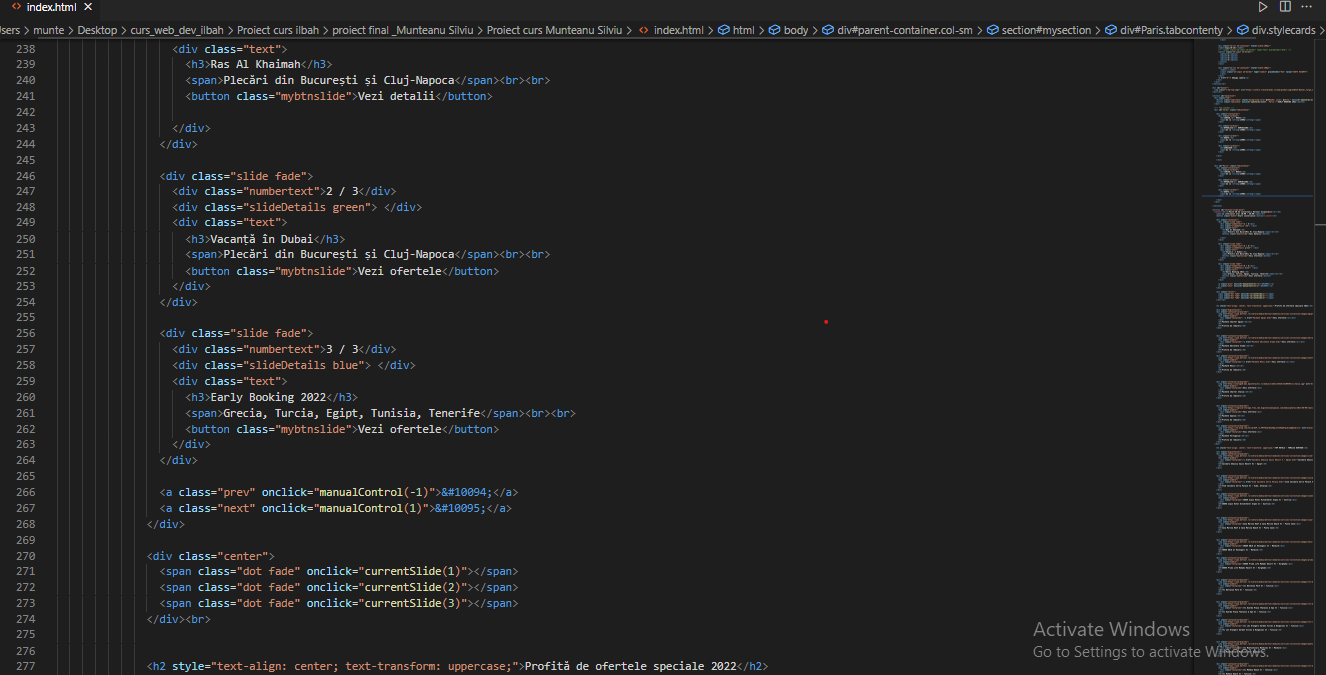 index.html
sers > munte > Desktop > curs_web_dev_ilbah > Proiect curs ilbah > proiect final _Munteanu Silviu > Proiect curs Munteanu Silviu > index.html > html > body > div#parent-container.col-sm > section#mysection > div#Paris.tabcontenty > div.stylecards >
238 <div class="text">
239 <h3>Ras Al Khaimah</h3>
240 <span>Plecări din București și Cluj-Napoca</span><br><br>
241 <button class="mybtnslide">Vezi detalii</button>
242
243 </div>
244 </div>
245
246 <div class="slide fade">
247 <div class="numbertext">2 / 3</div>
248 <div class="slideDetails green"> </div>
249 <div class="text">
250 <h3>Vacanță în Dubai</h3>
251 <span>Plecări din București și Cluj-Napoca</span><br><br>
252 <button class="mybtnslide">Vezi ofertele</button>
253 </div>
254 </div>
255
256 <div class="slide fade">
257 <div class="numbertext">3 / 3</div>
258 <div class="slideDetails blue"> </div>
259 <div class="text">
260 <h3>Early Booking 2022</h3>
261 <span>Grecia, Turcia, Egipt, Tunisia, Tenerife</span><br><br>
262 <button class="mybtnslide">Vezi ofertele</button>
263 </div>
264 </div>
265
266 <a class="prev" onclick="manualControl(-1)">&#10094;</a>
267 <a class="next" onclick="manualControl(1)">&#10095;</a>
268 </div>
269
270 <div class="center">
271 <span class="dot fade" onclick="currentSlide(1)"></span>
272 <span class="dot fade" onclick="currentSlide(2)"></span>
273 <span class="dot fade" onclick="currentSlide(3)"></span>
274 </div><br>
275
276
277 <h2 style="text-align: center; text-transform: uppercase;">Profită de ofertele speciale 2022</h2>
Activate Windows
Go to Settings to activate Windows.